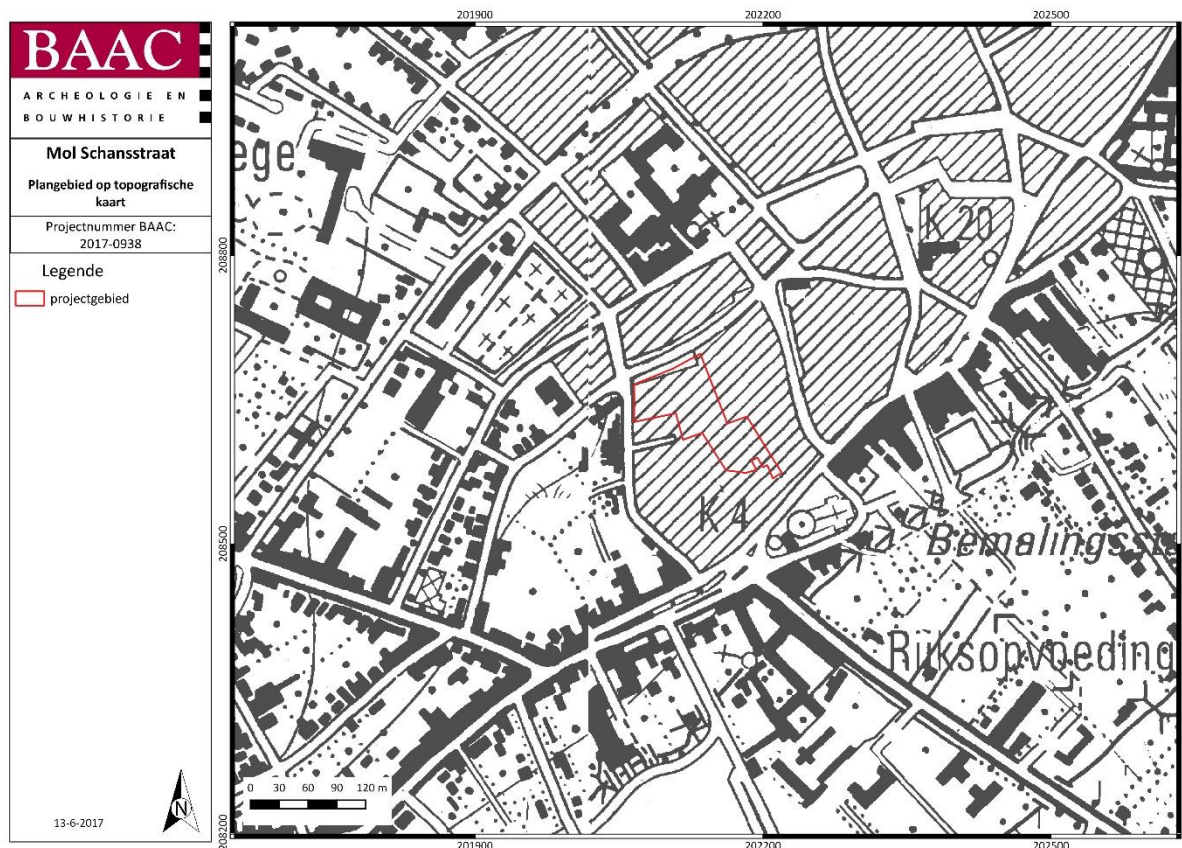 BAAC
ARCHEOLOGIE EN
BOUWHISTORIE
Mol Schansstraat
Plangebied op topografische
kaart
Projectnummer BAAC:
2017-0938
Legende
projectgebied
N
13-6-2017
201900
202200
202500
208800
208500
208200
ege
K 20
K 4
Bemalingssta
Rijksopvoeding
0 30 60 90 120 m
201900
202200
202500